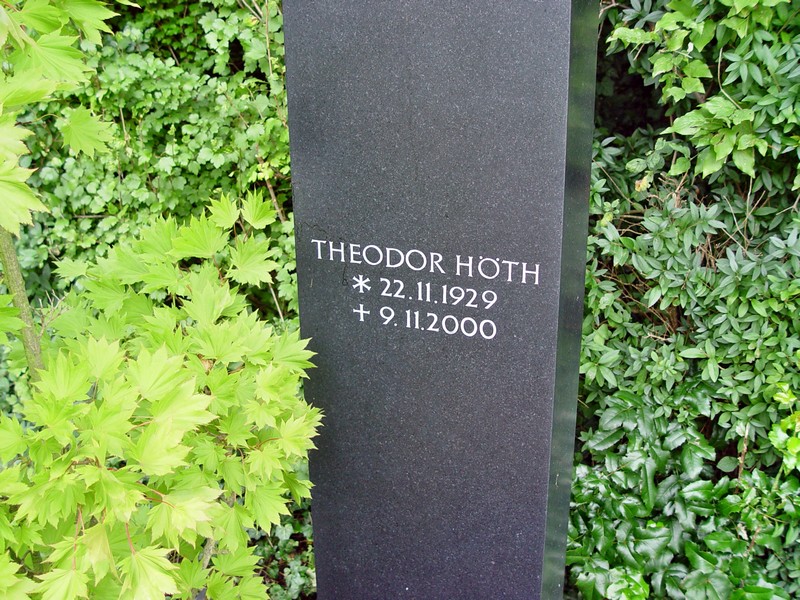 THEODOR HÖTH
* 22.11.1929
† 9.11.2000